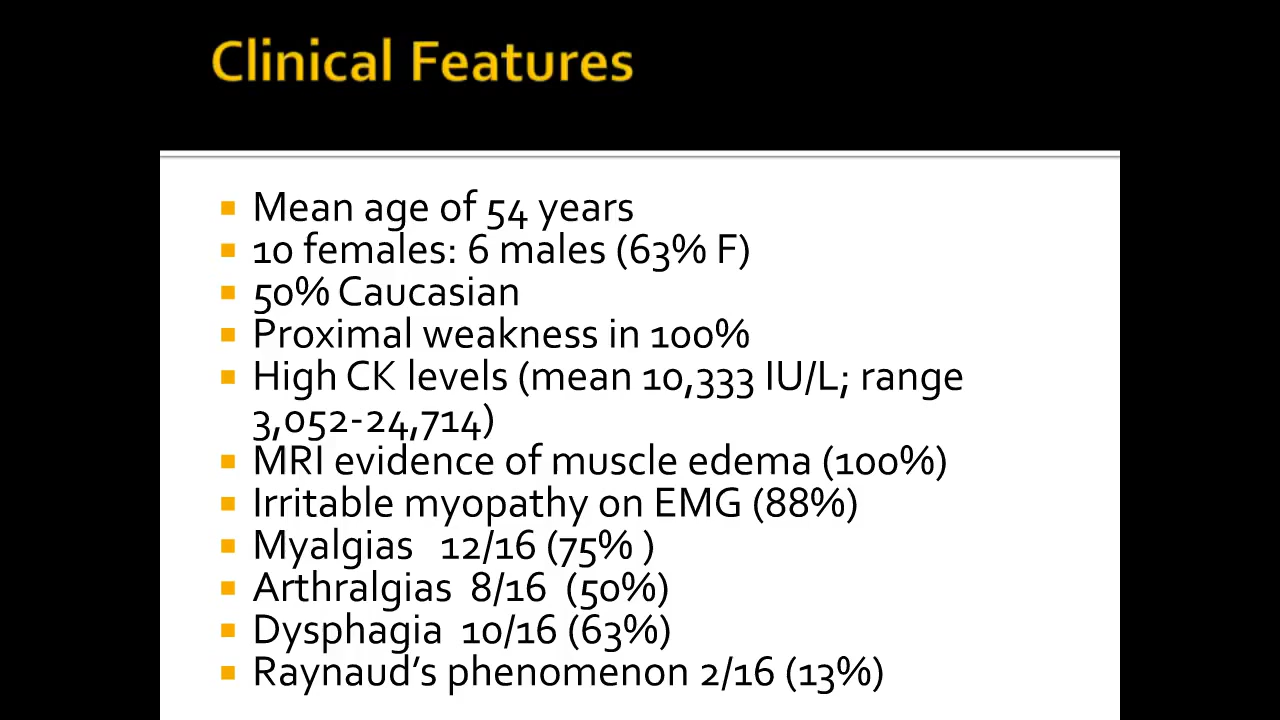 Clinical Features
Mean age of 54 years
10 females: 6 males (63% F)
50% Caucasian
Proximal weakness in 100%
High CK levels (mean 10,333 IU/L; range
3,052-24,714)
MRI evidence of muscle edema (100%)
Irritable myopathy on EMG (88%)
Myalgias 12/16 (75% )
Arthralgias 8/16 (50%)
Dysphagia 10/16 (63%)
Raynaud’s phenomenon 2/16 (13%)